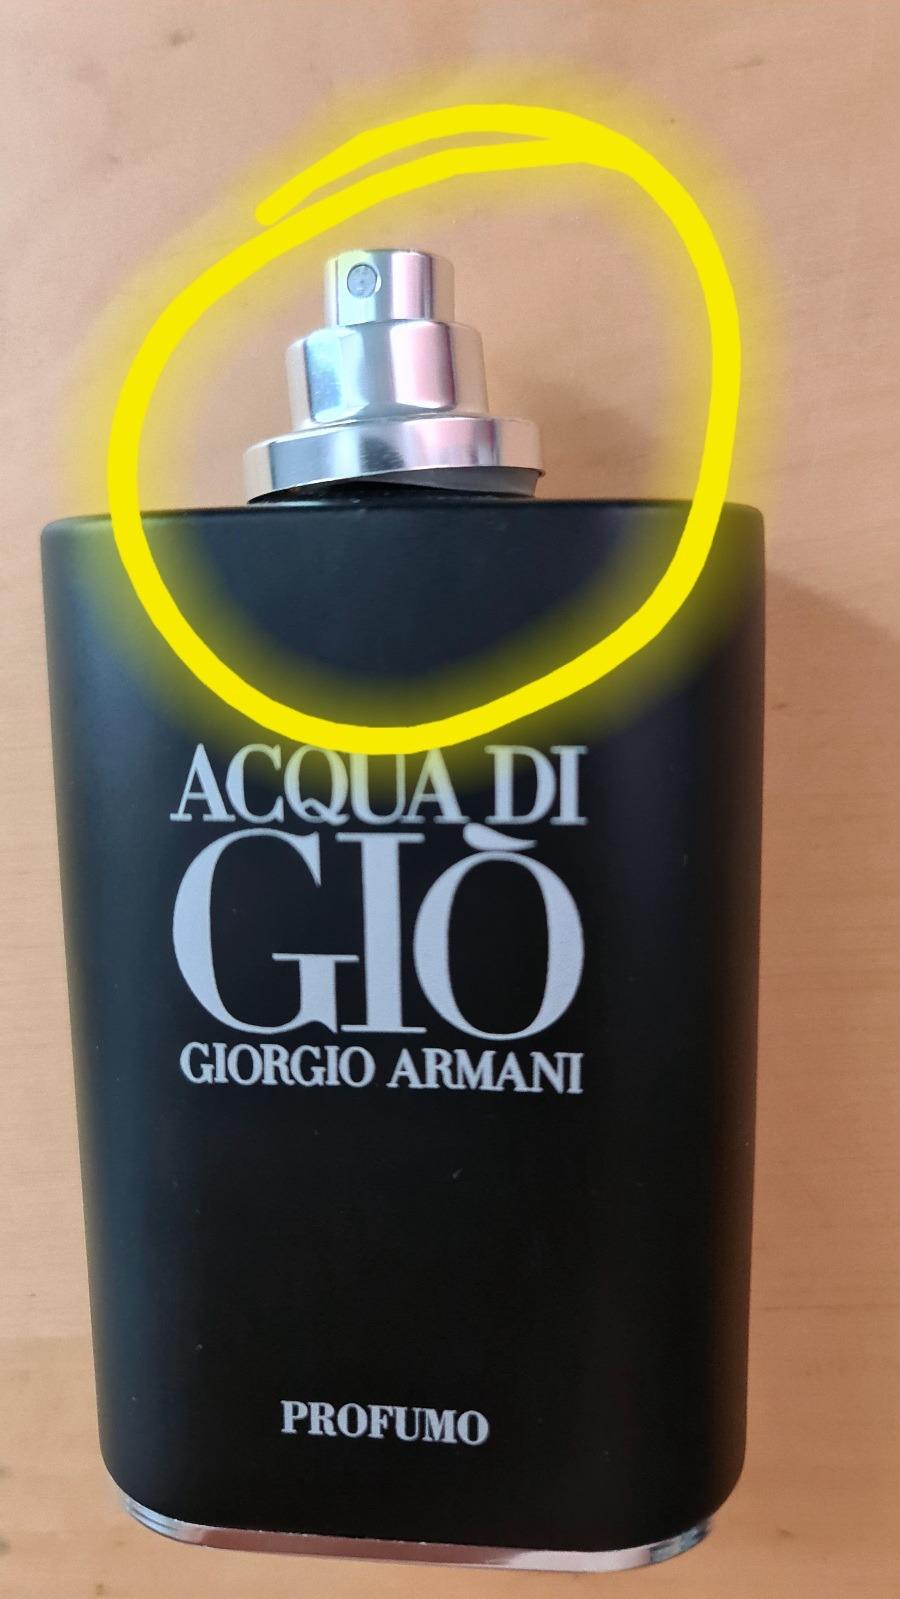 ACQUA DI
GIÒ
GIORGIO ARMANI
PROFUMO